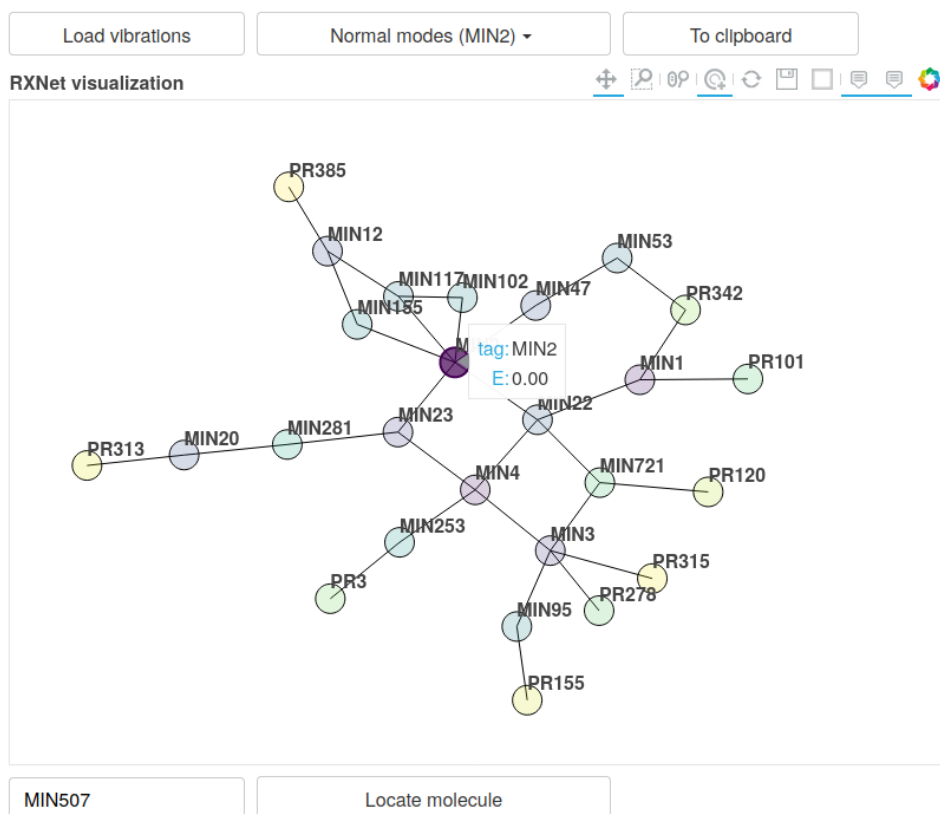 Load vibrations
Normal modes (MIN2)
To clipboard
RXNet visualization
PR385
MIN12
MIN53
MIN117
MIN102
MIN47
PR342
MIN155
tag: MIN2
E: 0.00
MIN1
PR101
MIN22
MIN23
MIN281
MIN20
PR313
MIN4
MIN721
PR120
MIN253
MIN3
PR315
PR3
PR278
MIN95
PR155
MIN507
Locate molecule